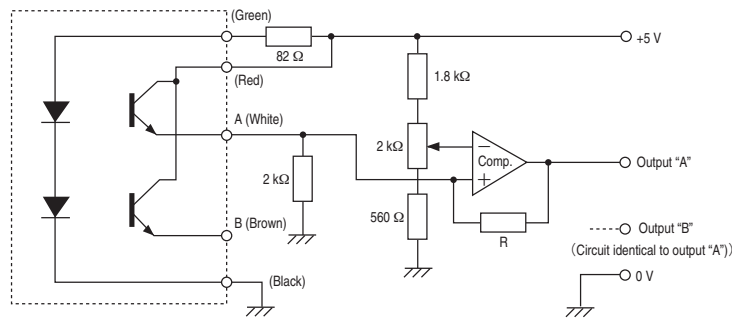 (Green)
82 Ω
+5 V
(Red)
1.8 kΩ
A (White)
2 kΩ
−
Comp.
+
Output “A”
2 kΩ
560 Ω
R
B (Brown)
Output “B”
(Circuit identical to output “A”))
(Black)
0 V